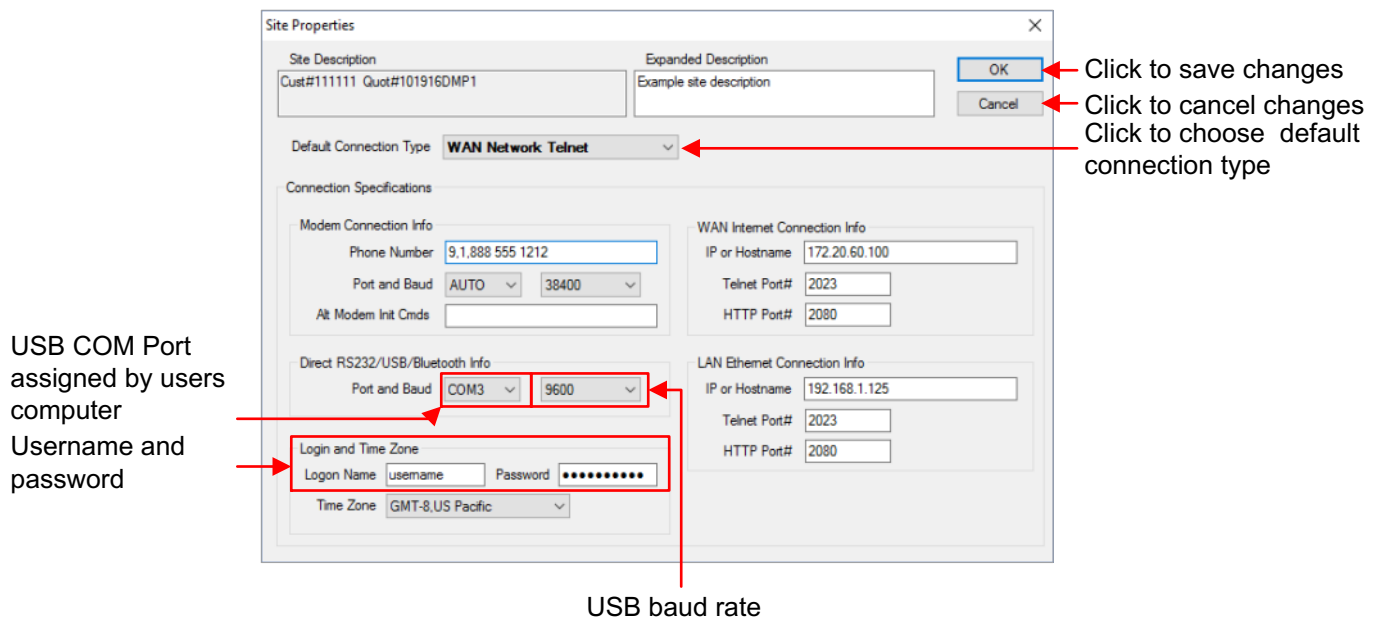 Site Properties
Site Description
Expanded Description
Cust#111111 Quot#101916DMP1
Example site description
OK
Click to save changes
Cancel
Click to cancel changes
Default Connection Type
WAN Network Telnet
Click to choose default
connection type
Connection Specifications
Modem Connection Info
Phone Number 9,1,888 555 1212
Port and Baud AUTO 38400
Alt Modem Init Cmds
WAN Internet Connection Info
IP or Hostname 172.20.60.100
Telnet Port# 2023
HTTP Port# 2080
USB COM Port
assigned by users
computer
Direct RS232/USB/Bluetooth Info
Port and Baud COM3 9600
LAN Ethernet Connection Info
IP or Hostname 192.168.1.125
Telnet Port# 2023
HTTP Port# 2080
Username and
password
Login and Time Zone
Logon Name username Password ●●●●●●●●●●
Time Zone GMT-8,US Pacific
USB baud rate